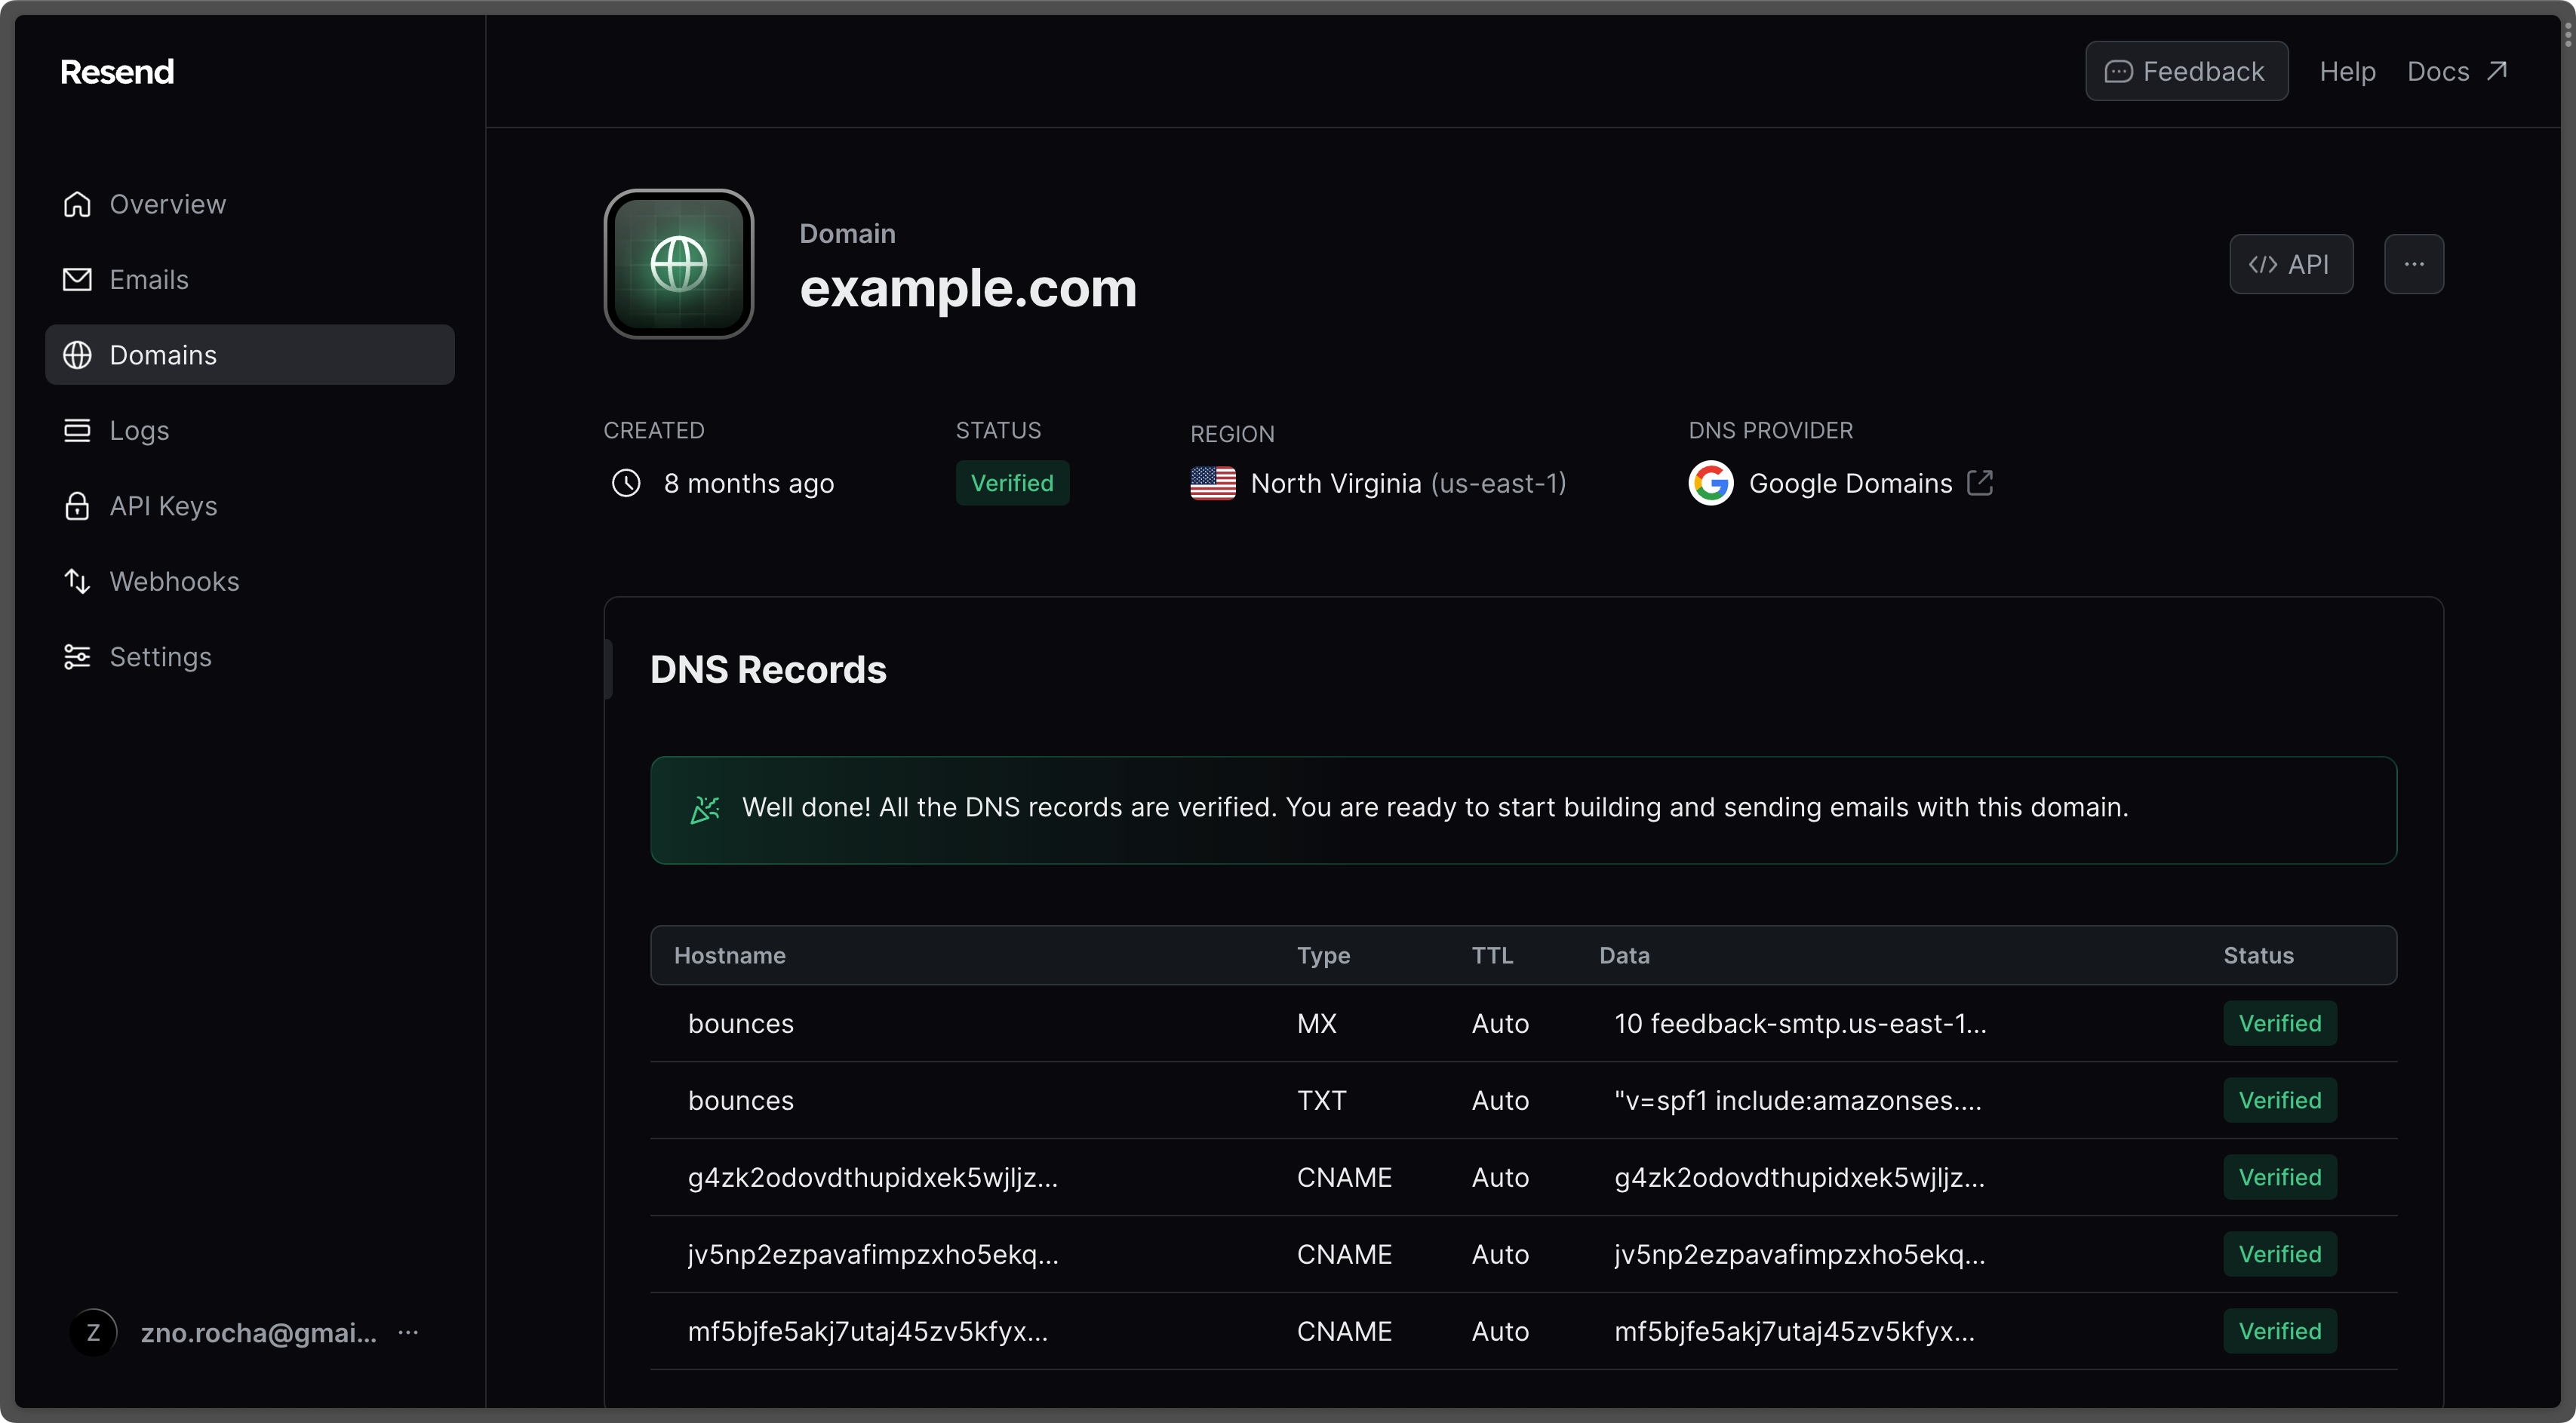 Resend
Feedback Help Docs
Overview
Emails
Domains
Logs
API Keys
Webhooks
Settings
Z zno.rocha@gmai... ...
Domain
example.com
API ...
CREATED STATUS REGION DNS PROVIDER
8 months ago Verified North Virginia (us-east-1) Google Domains
DNS Records
Well done! All the DNS records are verified. You are ready to start building and sending emails with this domain.
Hostname Type TTL Data Status
bounces MX Auto 10 feedback-smtp.us-east-1... Verified
bounces TXT Auto "v=spf1 include:amazonses.... Verified
g4zk2odovdthupidxek5wjljz... CNAME Auto g4zk2odovdthupidxek5wjljz... Verified
jv5np2ezpavafimpzxho5ekq... CNAME Auto jv5np2ezpavafimpzxho5ekq... Verified
mf5bjfe5akj7utaj45zv5kfyx... CNAME Auto mf5bjfe5akj7utaj45zv5kfyx... Verified